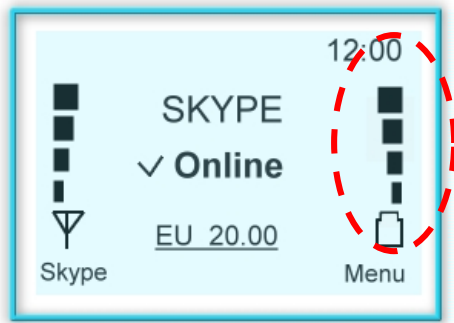 12:00
SKYPE
✓ Online
EU 20.00
Skype Menu